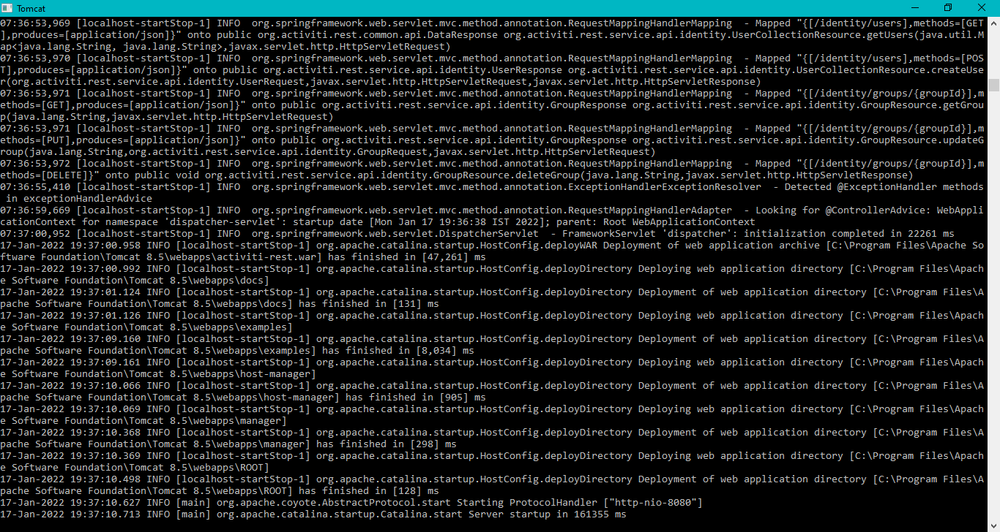 Tomcat
07:36:53,969 [localhost-startStop-1] INFO  org.springframework.web.servlet.mvc.method.annotation.RequestMappingHandlerMapping  - Mapped "{[/identity/users],methods=[GET
],produces=[application/json]}" onto public org.activiti.rest.common.api.DataResponse org.activiti.rest.service.api.identity.UserCollectionResource.getUsers(java.util.M
ap<java.lang.String, java.lang.String>,javax.servlet.http.HttpServletRequest)
07:36:53,970 [localhost-startStop-1] INFO  org.springframework.web.servlet.mvc.method.annotation.RequestMappingHandlerMapping  - Mapped "{[/identity/users],methods=[POS
T],produces=[application/json]}" onto public org.activiti.rest.service.api.identity.UserResponse org.activiti.rest.service.api.identity.UserCollectionResource.createUse
r(org.activiti.rest.service.api.identity.UserRequest,javax.servlet.http.HttpServletRequest,javax.servlet.http.HttpServletResponse)
07:36:53,971 [localhost-startStop-1] INFO  org.springframework.web.servlet.mvc.method.annotation.RequestMappingHandlerMapping  - Mapped "{[/identity/groups/{groupId}],m
ethods=[GET],produces=[application/json]}" onto public org.activiti.rest.service.api.identity.GroupResponse org.activiti.rest.service.api.identity.GroupResource.getGrou
p(java.lang.String,javax.servlet.http.HttpServletRequest)
07:36:53,971 [localhost-startStop-1] INFO  org.springframework.web.servlet.mvc.method.annotation.RequestMappingHandlerMapping  - Mapped "{[/identity/groups/{groupId}],m
ethods=[PUT],produces=[application/json]}" onto public org.activiti.rest.service.api.identity.GroupResponse org.activiti.rest.service.api.identity.GroupResource.updateG
roup(java.lang.String,org.activiti.rest.service.api.identity.GroupRequest,javax.servlet.http.HttpServletRequest)
07:36:53,972 [localhost-startStop-1] INFO  org.springframework.web.servlet.mvc.method.annotation.RequestMappingHandlerMapping  - Mapped "{[/identity/groups/{groupId}],m
ethods=[DELETE]}" onto public void org.activiti.rest.service.api.identity.GroupResource.deleteGroup(java.lang.String,javax.servlet.http.HttpServletResponse)
07:36:55,410 [localhost-startStop-1] INFO  org.springframework.web.servlet.mvc.method.annotation.ExceptionHandlerExceptionResolver  - Detected @ExceptionHandler methods
 in exceptionHandlerAdvice
07:36:59,669 [localhost-startStop-1] INFO  org.springframework.web.servlet.mvc.method.annotation.RequestMappingHandlerAdapter  - Looking for @ControllerAdvice: WebAppli
cationContext for namespace 'dispatcher-servlet': startup date [Mon Jan 17 19:36:38 IST 2022]; parent: Root WebApplicationContext
07:37:00,952 [localhost-startStop-1] INFO  org.springframework.web.servlet.DispatcherServlet  - FrameworkServlet 'dispatcher': initialization completed in 22261 ms
17-Jan-2022 19:37:00.958 INFO [localhost-startStop-1] org.apache.catalina.startup.HostConfig.deployWAR Deployment of web application archive [C:\Program Files\Apache So
ftware Foundation\Tomcat 8.5\webapps\activiti-rest.war] has finished in [47,261] ms
17-Jan-2022 19:37:00.992 INFO [localhost-startStop-1] org.apache.catalina.startup.HostConfig.deployDirectory Deploying web application directory [C:\Program Files\Apach
e Software Foundation\Tomcat 8.5\webapps\docs]
17-Jan-2022 19:37:01.124 INFO [localhost-startStop-1] org.apache.catalina.startup.HostConfig.deployDirectory Deployment of web application directory [C:\Program Files\A
pache Software Foundation\Tomcat 8.5\webapps\docs] has finished in [131] ms
17-Jan-2022 19:37:01.126 INFO [localhost-startStop-1] org.apache.catalina.startup.HostConfig.deployDirectory Deploying web application directory [C:\Program Files\Apach
e Software Foundation\Tomcat 8.5\webapps\examples]
17-Jan-2022 19:37:09.160 INFO [localhost-startStop-1] org.apache.catalina.startup.HostConfig.deployDirectory Deployment of web application directory [C:\Program Files\A
pache Software Foundation\Tomcat 8.5\webapps\examples] has finished in [8,034] ms
17-Jan-2022 19:37:09.161 INFO [localhost-startStop-1] org.apache.catalina.startup.HostConfig.deployDirectory Deploying web application directory [C:\Program Files\Apach
e Software Foundation\Tomcat 8.5\webapps\host-manager]
17-Jan-2022 19:37:10.066 INFO [localhost-startStop-1] org.apache.catalina.startup.HostConfig.deployDirectory Deployment of web application directory [C:\Program Files\A
pache Software Foundation\Tomcat 8.5\webapps\host-manager] has finished in [905] ms
17-Jan-2022 19:37:10.069 INFO [localhost-startStop-1] org.apache.catalina.startup.HostConfig.deployDirectory Deploying web application directory [C:\Program Files\Apach
e Software Foundation\Tomcat 8.5\webapps\manager]
17-Jan-2022 19:37:10.368 INFO [localhost-startStop-1] org.apache.catalina.startup.HostConfig.deployDirectory Deployment of web application directory [C:\Program Files\A
pache Software Foundation\Tomcat 8.5\webapps\manager] has finished in [298] ms
17-Jan-2022 19:37:10.369 INFO [localhost-startStop-1] org.apache.catalina.startup.HostConfig.deployDirectory Deploying web application directory [C:\Program Files\Apach
e Software Foundation\Tomcat 8.5\webapps\ROOT]
17-Jan-2022 19:37:10.498 INFO [localhost-startStop-1] org.apache.catalina.startup.HostConfig.deployDirectory Deployment of web application directory [C:\Program Files\A
pache Software Foundation\Tomcat 8.5\webapps\ROOT] has finished in [128] ms
17-Jan-2022 19:37:10.627 INFO [main] org.apache.coyote.AbstractProtocol.start Starting ProtocolHandler ["http-nio-8080"]
17-Jan-2022 19:37:10.713 INFO [main] org.apache.catalina.startup.Catalina.start Server startup in 161355 ms